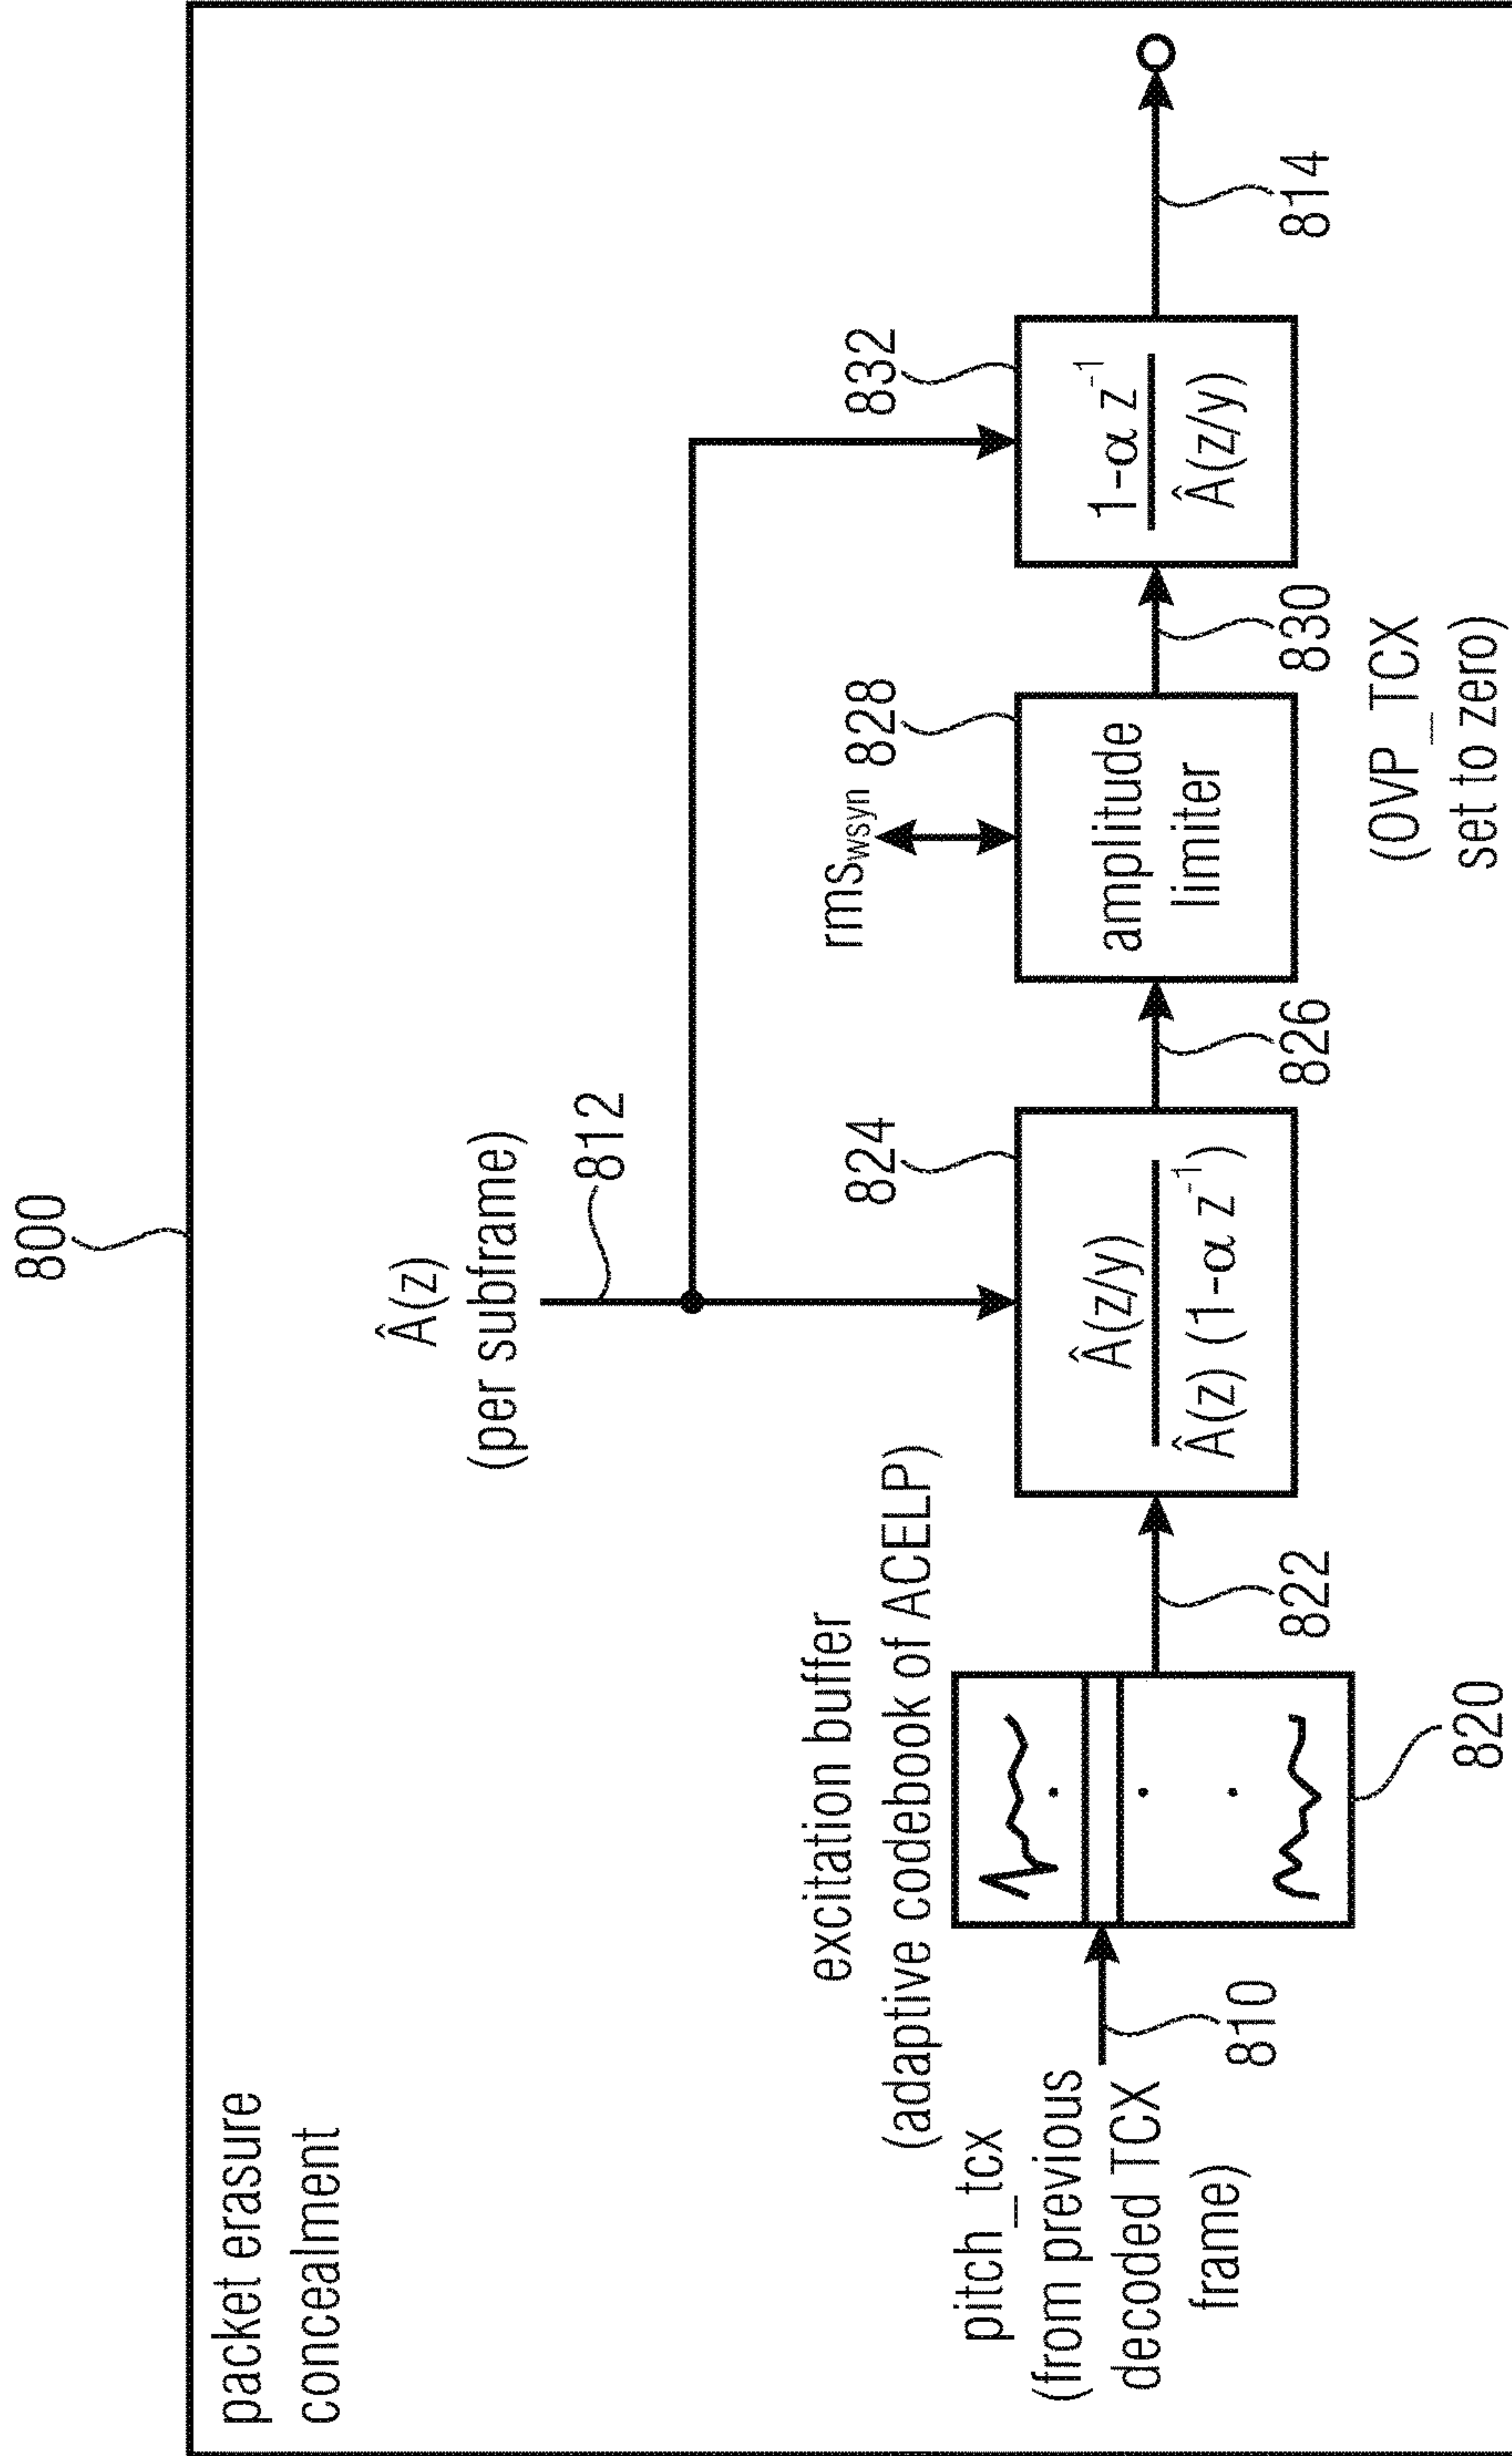 800
packet erasure
concealment
Â(z)
(per subframe)
812
excitation buffer
(adaptive codebook of ACELP)
pitch_tcx
(from previous
decoded TCX
frame)
810
820
822
824
Â(z/y)
Â(z) (1-α z⁻¹)
826
rms_wsyn
828
amplitude
limiter
830
(OVP_TCX
set to zero)
832
1-α z⁻¹
Â(z/y)
814